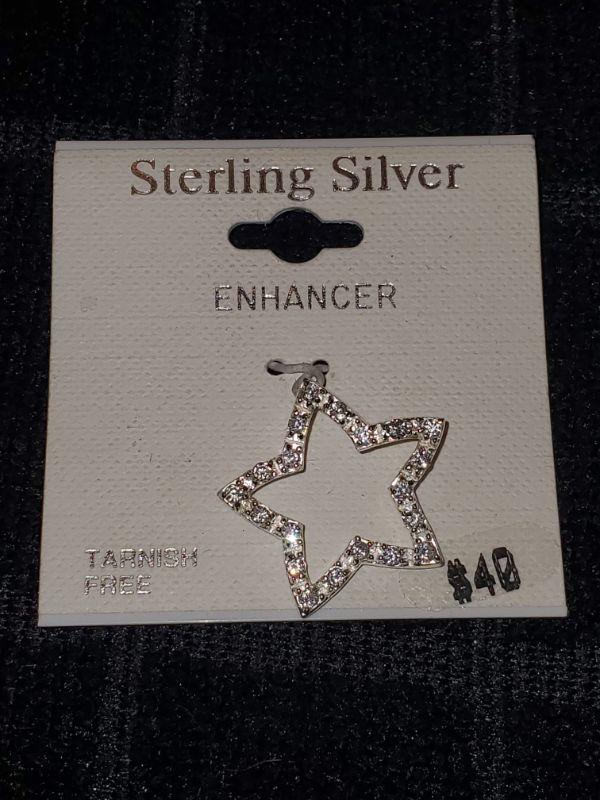 Sterling Silver
ENHANCER
TARNISH
FREE
$40